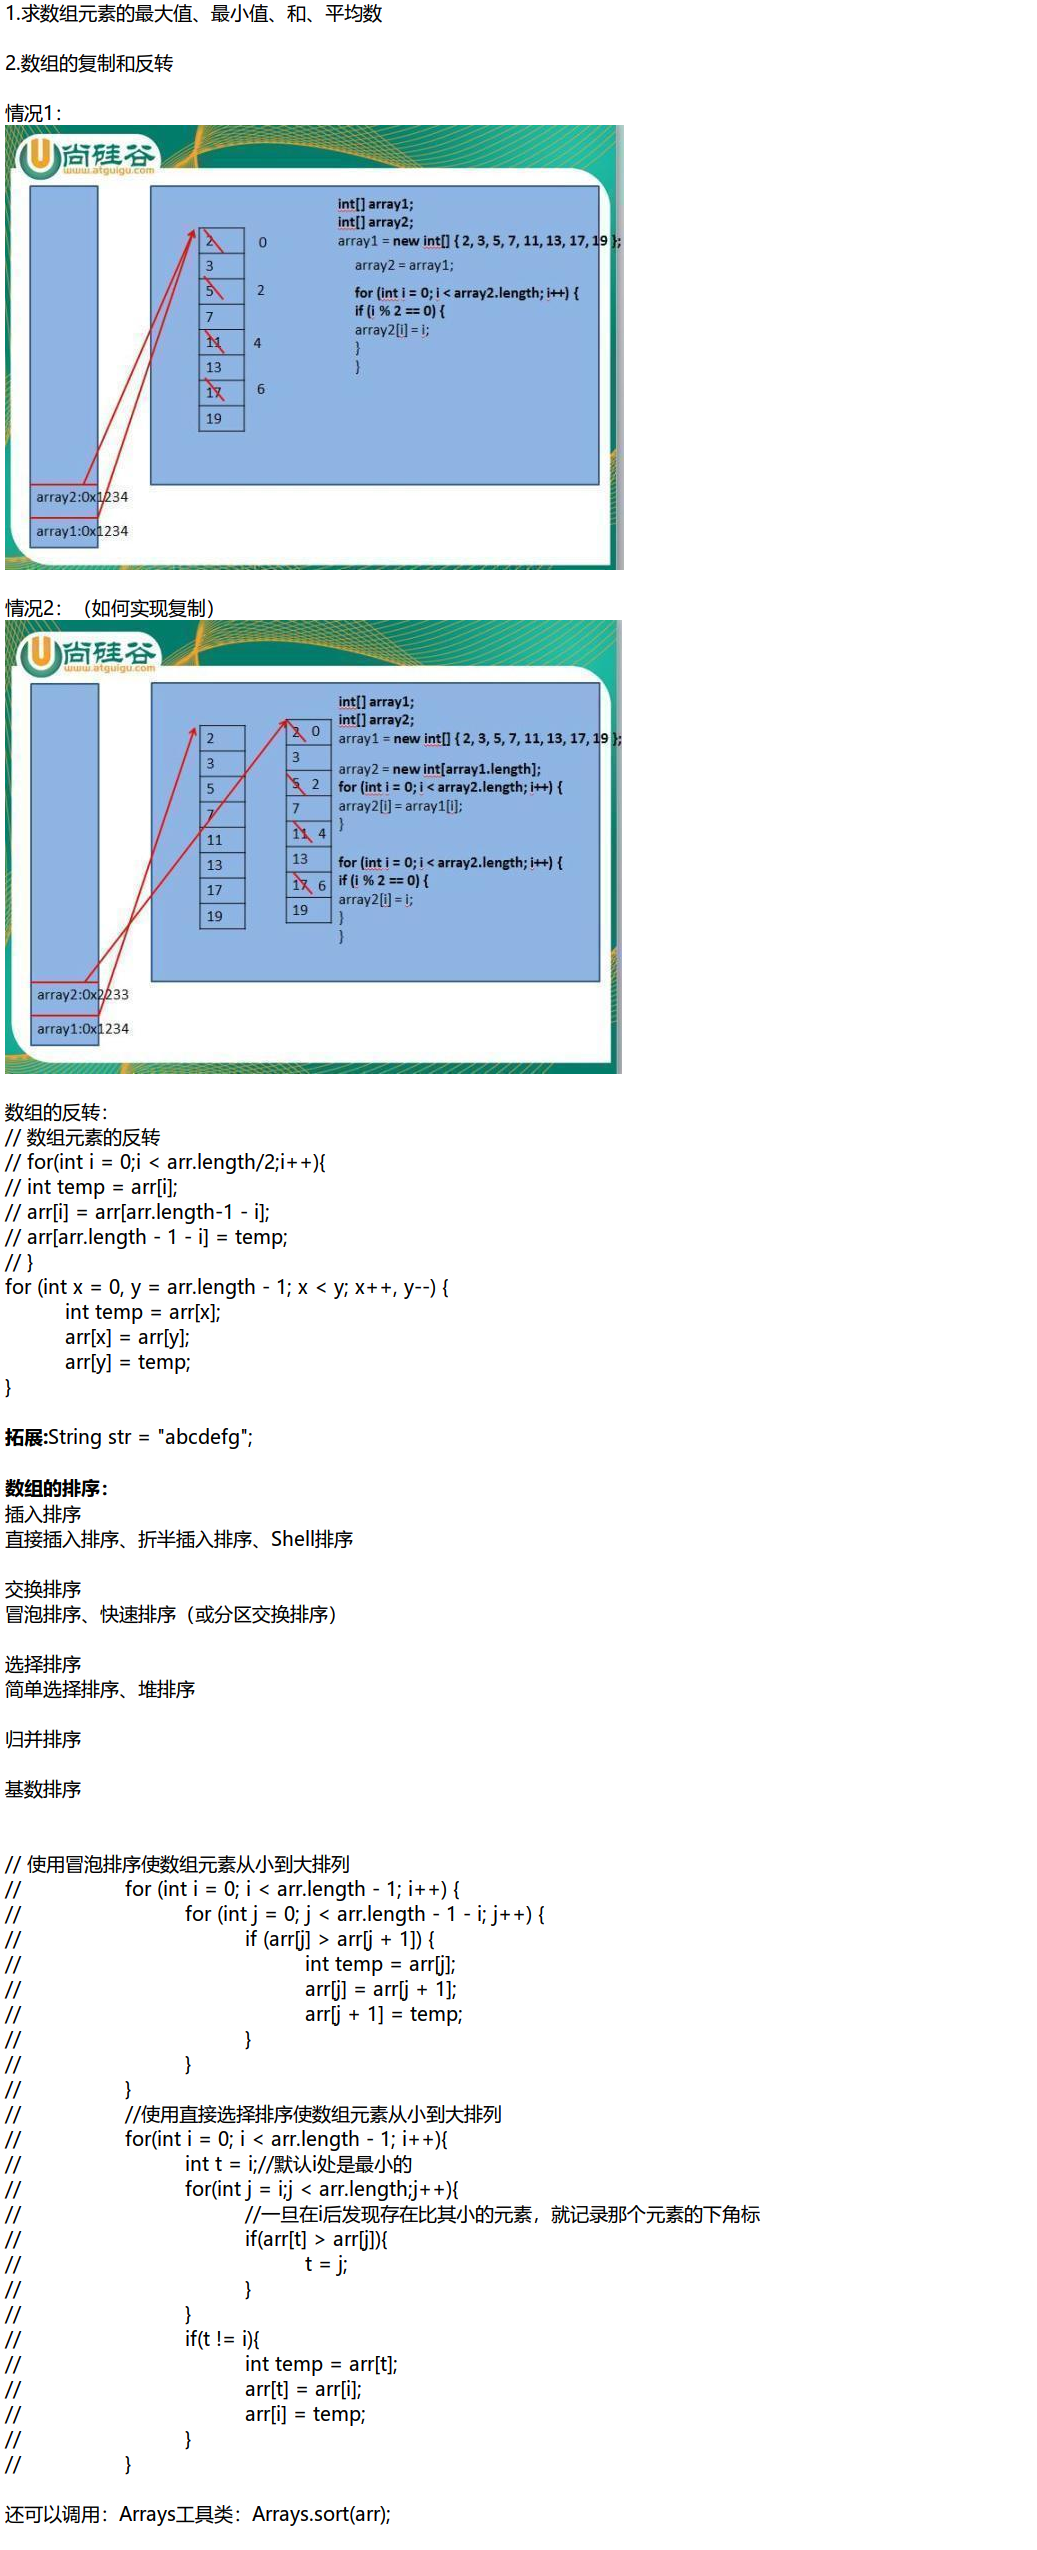 1.求数组元素的最大值、最小值、和、平均数
2.数组的复制和反转
情况1：
尚硅谷
www.atguigu.com
int[] array1;
int[] array2;
array1 = new int[] { 2, 3, 5, 7, 11, 13, 17, 19 };
array2 = array1;
for (int i = 0; i < array2.length; i++) {
if (i % 2 == 0) {
array2[i] = i;
}
}
2 0
3
5 2
7
11 4
13
17 6
19
array2:0x1234
array1:0x1234
情况2：（如何实现复制）
尚硅谷
www.atguigu.com
int[] array1;
int[] array2;
array1 = new int[] { 2, 3, 5, 7, 11, 13, 17, 19 };
array2 = new int[array1.length];
for (int i = 0; i < array2.length; i++) {
array2[i] = array1[i];
}
for (int i = 0; i < array2.length; i++) {
if (i % 2 == 0) {
array2[i] = i;
}
}
2
3
5
7
11
13
17
19
2 0
3
5 2
7
11 4
13
17 6
19
array2:0x2233
array1:0x1234
数组的反转：
// 数组元素的反转
// for(int i = 0;i < arr.length/2;i++){
// int temp = arr[i];
// arr[i] = arr[arr.length-1 - i];
// arr[arr.length - 1 - i] = temp;
// }
for (int x = 0, y = arr.length - 1; x < y; x++, y--) {
int temp = arr[x];
arr[x] = arr[y];
arr[y] = temp;
}
拓展:String str = "abcdefg";
数组的排序：
插入排序
直接插入排序、折半插入排序、Shell排序
交换排序
冒泡排序、快速排序（或分区交换排序）
选择排序
简单选择排序、堆排序
归并排序
基数排序
// 使用冒泡排序使数组元素从小到大排列
// for (int i = 0; i < arr.length - 1; i++) {
// for (int j = 0; j < arr.length - 1 - i; j++) {
// if (arr[j] > arr[j + 1]) {
// int temp = arr[j];
// arr[j] = arr[j + 1];
// arr[j + 1] = temp;
// }
// }
// }
// //使用直接选择排序使数组元素从小到大排列
// for(int i = 0; i < arr.length - 1; i++){
// int t = i;//默认i处是最小的
// for(int j = i;j < arr.length;j++){
// //一旦在i后发现存在比其小的元素，就记录那个元素的下角标
// if(arr[t] > arr[j]){
// t = j;
// }
// }
// if(t != i){
// int temp = arr[t];
// arr[t] = arr[i];
// arr[i] = temp;
// }
// }
还可以调用：Arrays工具类：Arrays.sort(arr);